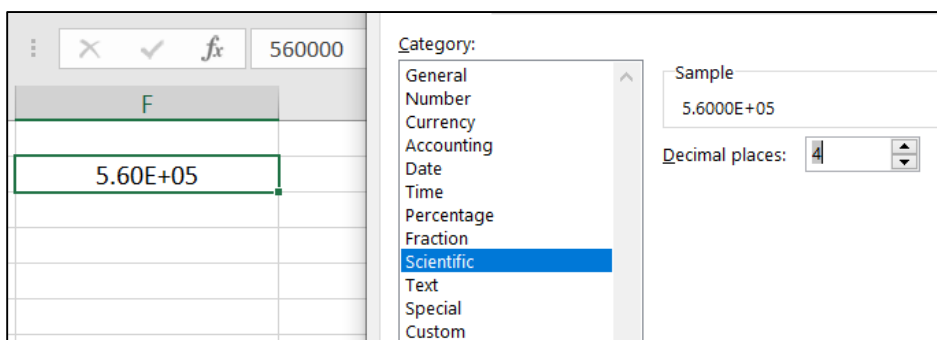 fx 560000
F
5.60E+05
Category:
General
Number
Currency
Accounting
Date
Time
Percentage
Fraction
Scientific
Text
Special
Custom
Sample
5.6000E+05
Decimal places: 4